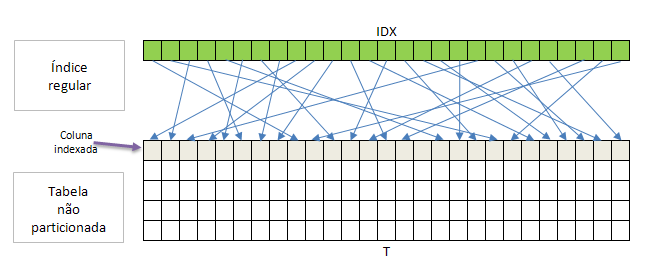 IDX
Índice
regular
Coluna
indexada
Tabela
não
particionada
T